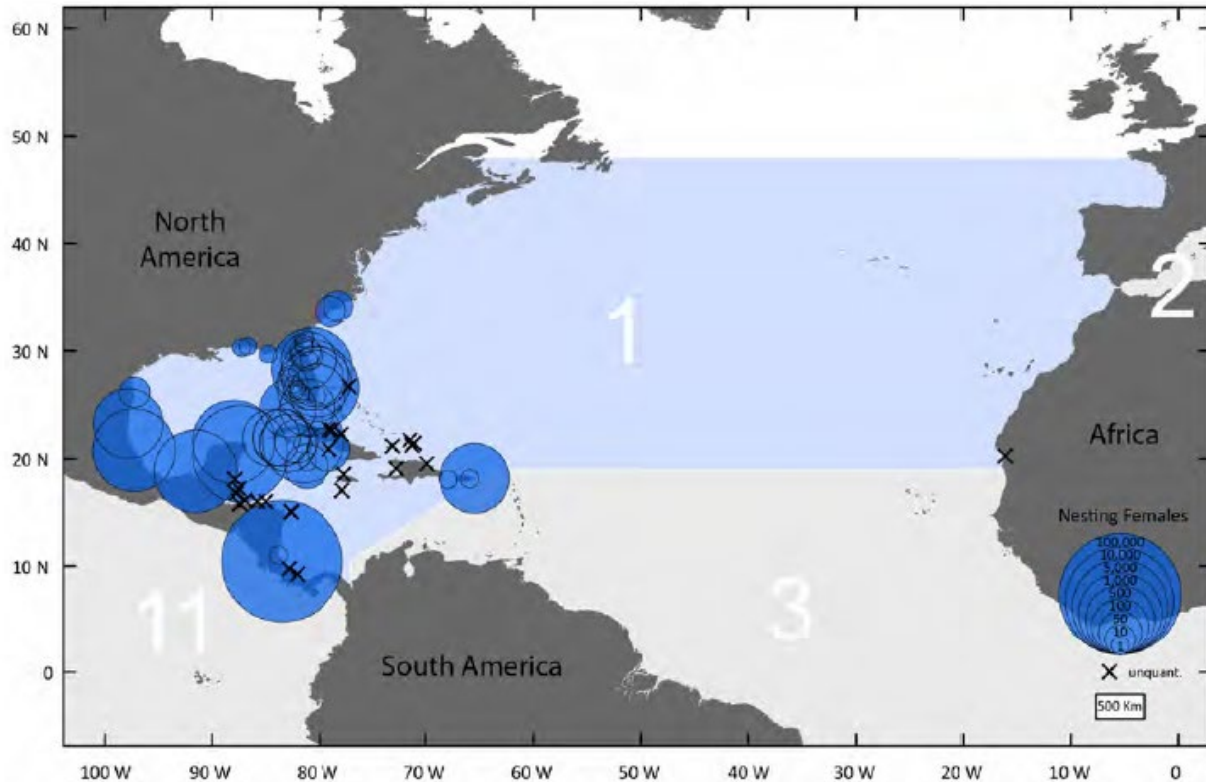 60 N
50 N
40 N
30 N
20 N
10 N
0
North
America
1
2
Africa
Nesting Females
100,000
10,000
5,000
1,000
500
100
50
10
1
unquant.
500 Km
11
3
South America
100 W
90 W
80 W
70 W
60 W
50 W
40 W
30 W
20 W
10 W
0 W